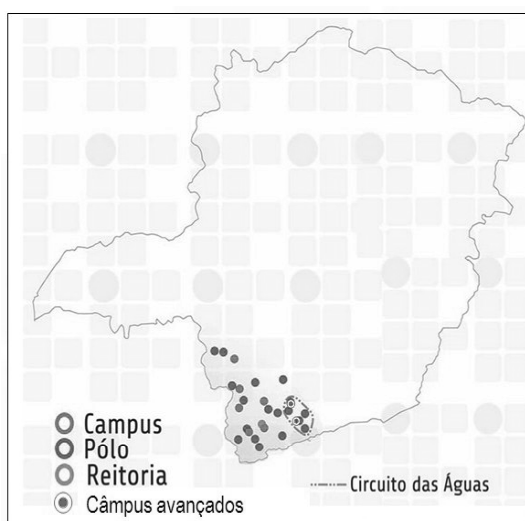 Campus
Pólo
Reitoria
Câmpus avançados
Circuito das Águas